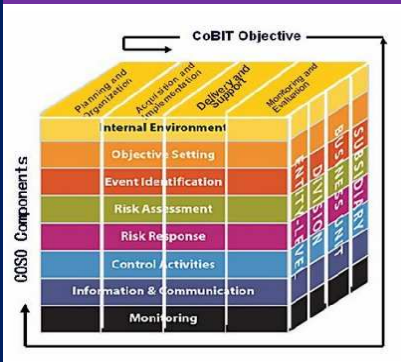 CoBIT Objective
Planning and
Organization
Acquisition and
Implementation
Delivery and
Support
Monitoring and
Evaluation
Internal Environment
Objective Setting
Event Identification
Risk Assessment
Risk Response
Control Activities
Information & Communication
Monitoring
COSO Components
ENTITY-LEVEL
DIVISION
BUSINESS UNIT
SUBSIDIARY